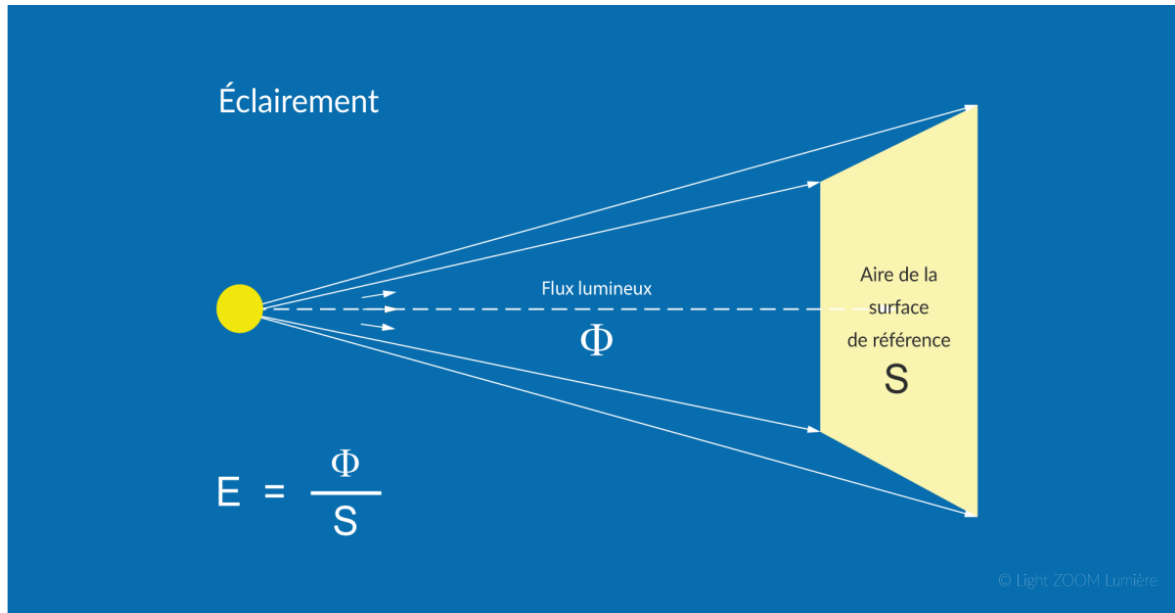 Éclairement
Flux lumineux
Φ
Aire de la
surface
de référence
S
E = Φ
S
© Light ZOOM Lumière